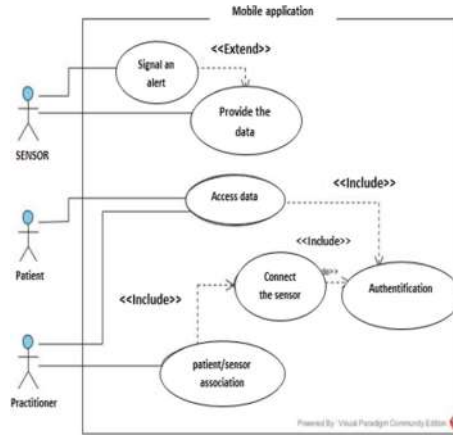 Mobile application
<<Extend>>
Signal an
alert
Provide the
data
SENSOR
Access data
<<Include>>
Patient
<<Include>>
Connect
the sensor
Authentification
<<Include>>
patient/sensor
association
Practitioner
Powered By Visual Paradigm Community Edition